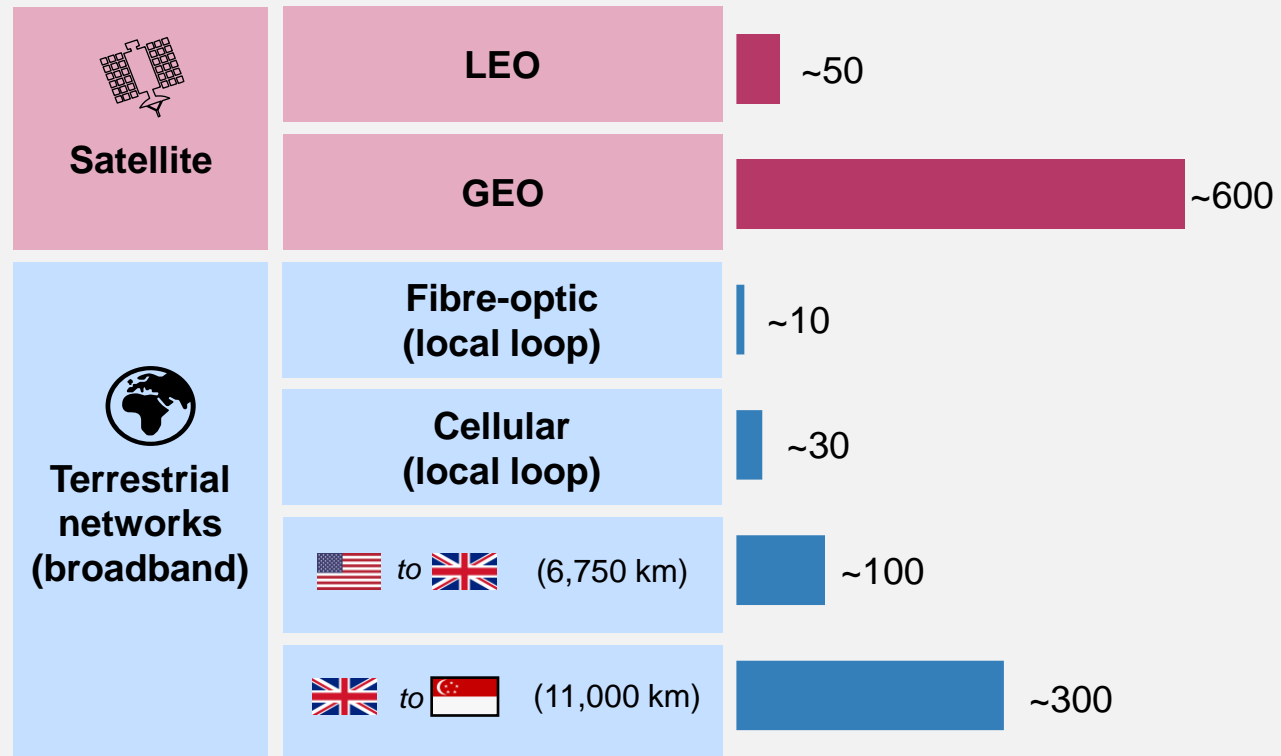 LEO
~50
Satellite
GEO
~600
Fibre-optic
(local loop)
~10
Cellular
(local loop)
~30
Terrestrial
networks
(broadband)
to (6,750 km)
~100
to (11,000 km)
~300